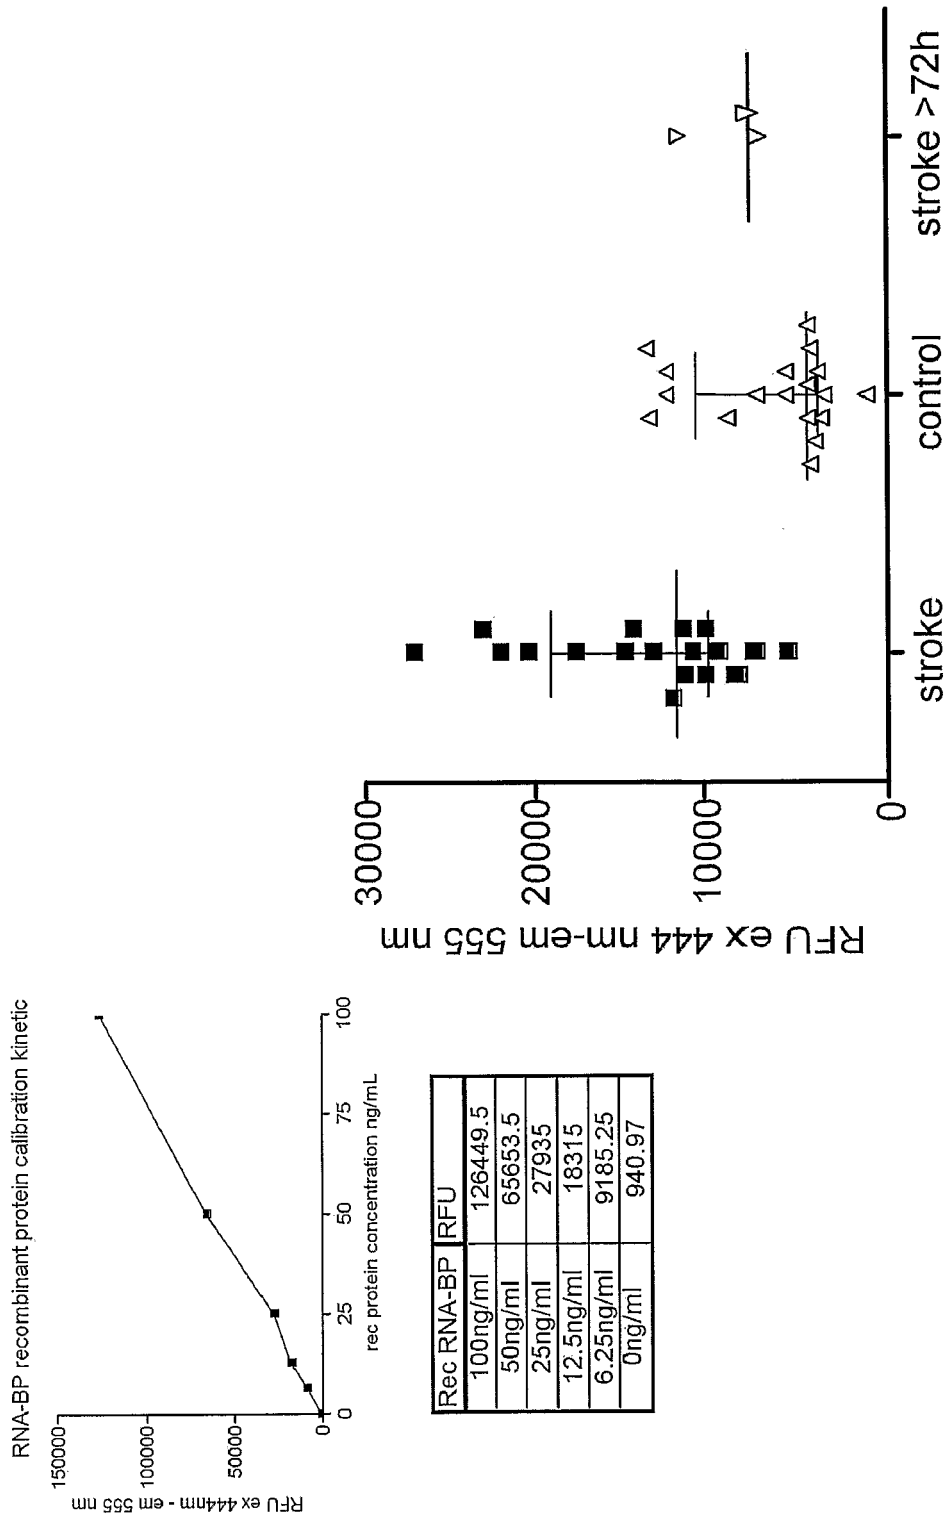 RNA-BP recombinant protein calibration kinetic
RFU ex 444nm - em 555 nm
150000
100000
50000
0
0 25 50 75 100
rec protein concentration ng/mL
Rec RNA-BP RFU
100ng/ml 126449.5
50ng/ml 65653.5
25ng/ml 27935
12.5ng/ml 18315
6.25ng/ml 9185.25
0ng/ml 940.97
RFU ex 444 nm-em 555 nm
30000
20000
10000
0
stroke control stroke >72h